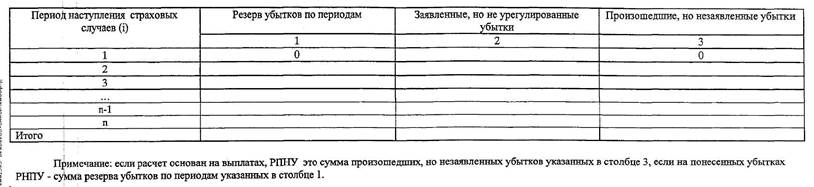 Период наступления страховых случаев (i)
Резерв убытков по периодам
Заявленные, но не урегулированные убытки
Произошедшие, но незаявленные убытки
1 2 3
1 0 0
2
3
...
n-1
n
Итого
Примечание: если расчет основан на выплатах, РПНУ это сумма произошедших, но незаявленных убытков указанных в столбце 3, если на понесенных убытках
РНПУ - сумма резерва убытков по периодам указанных в столбце 1.